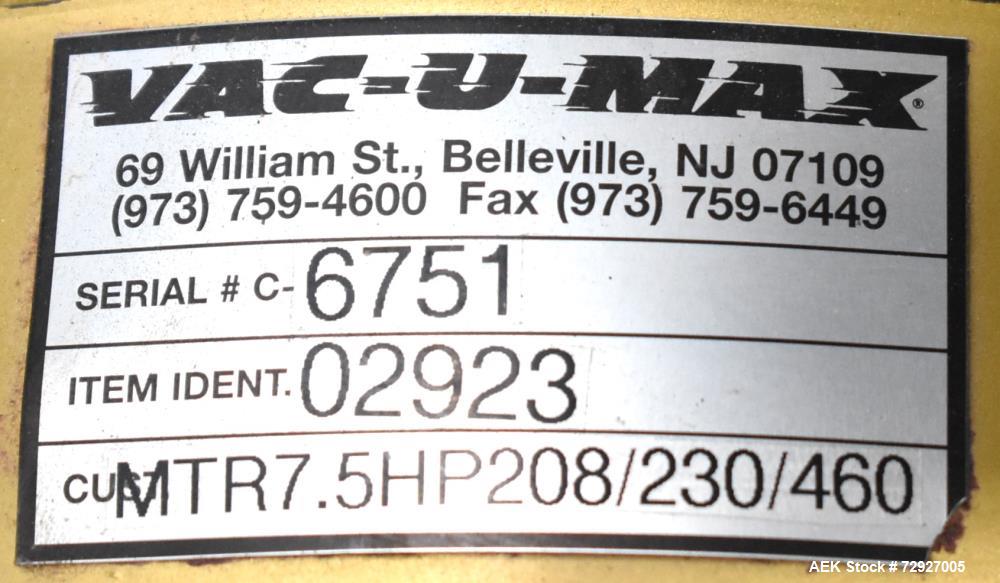 VAC-U-MAX®
69 William St., Belleville, NJ 07109
(973) 759-4600 Fax (973) 759-6449
SERIAL # C-6751
ITEM IDENT. 02923
CUST MTR7.5HP208/230/460
AEK Stock # 72927005